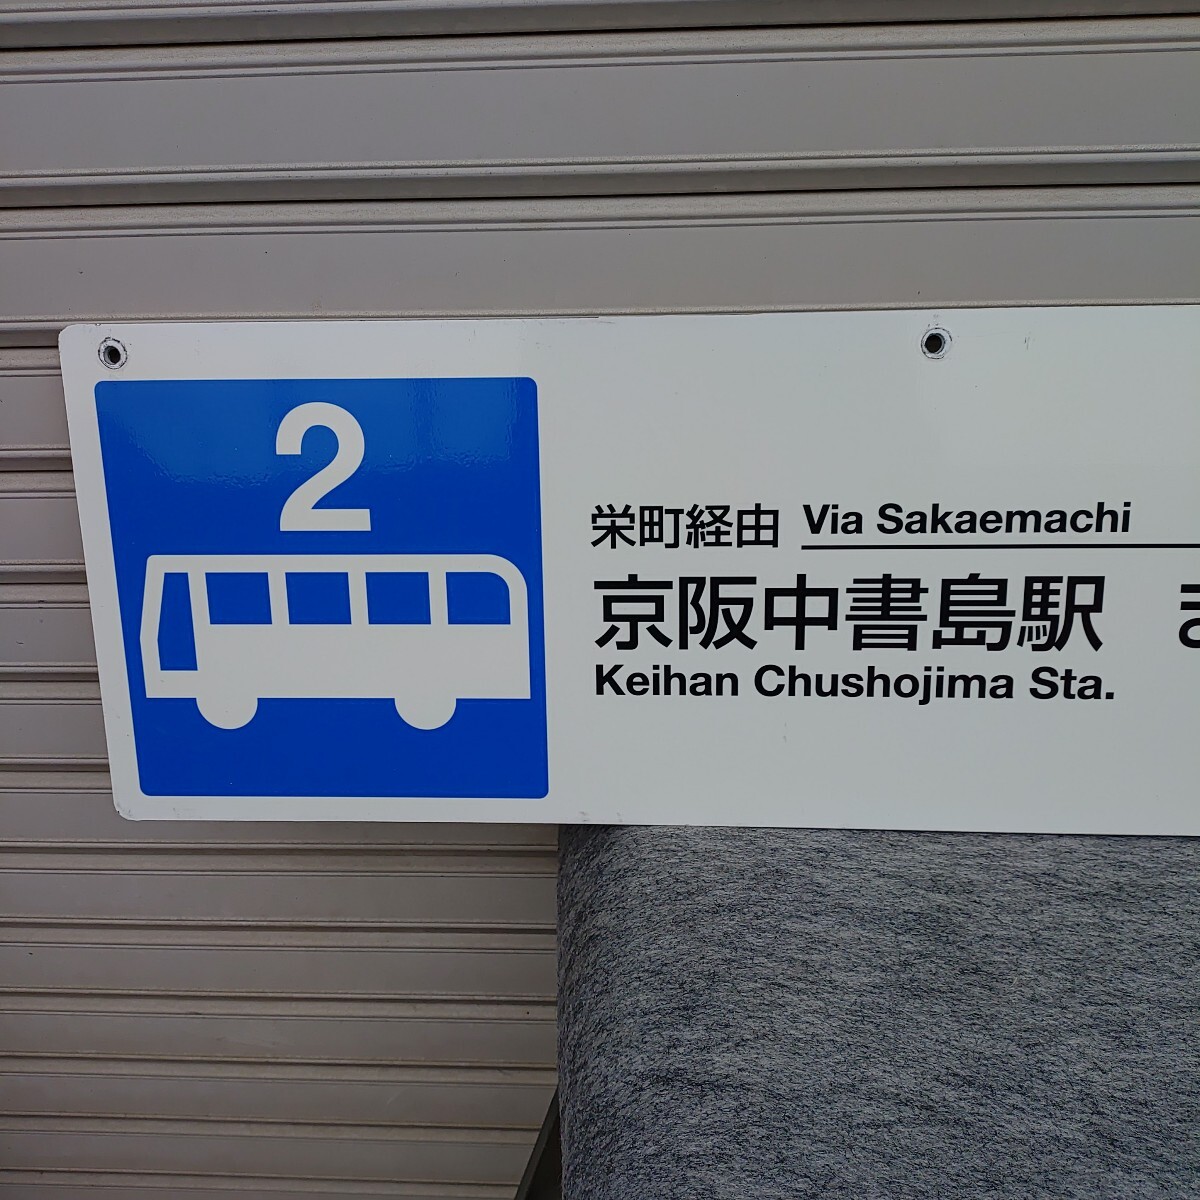 2
栄町経由 Via Sakaemachi
京阪中書島駅
Keihan Chushojima Sta.